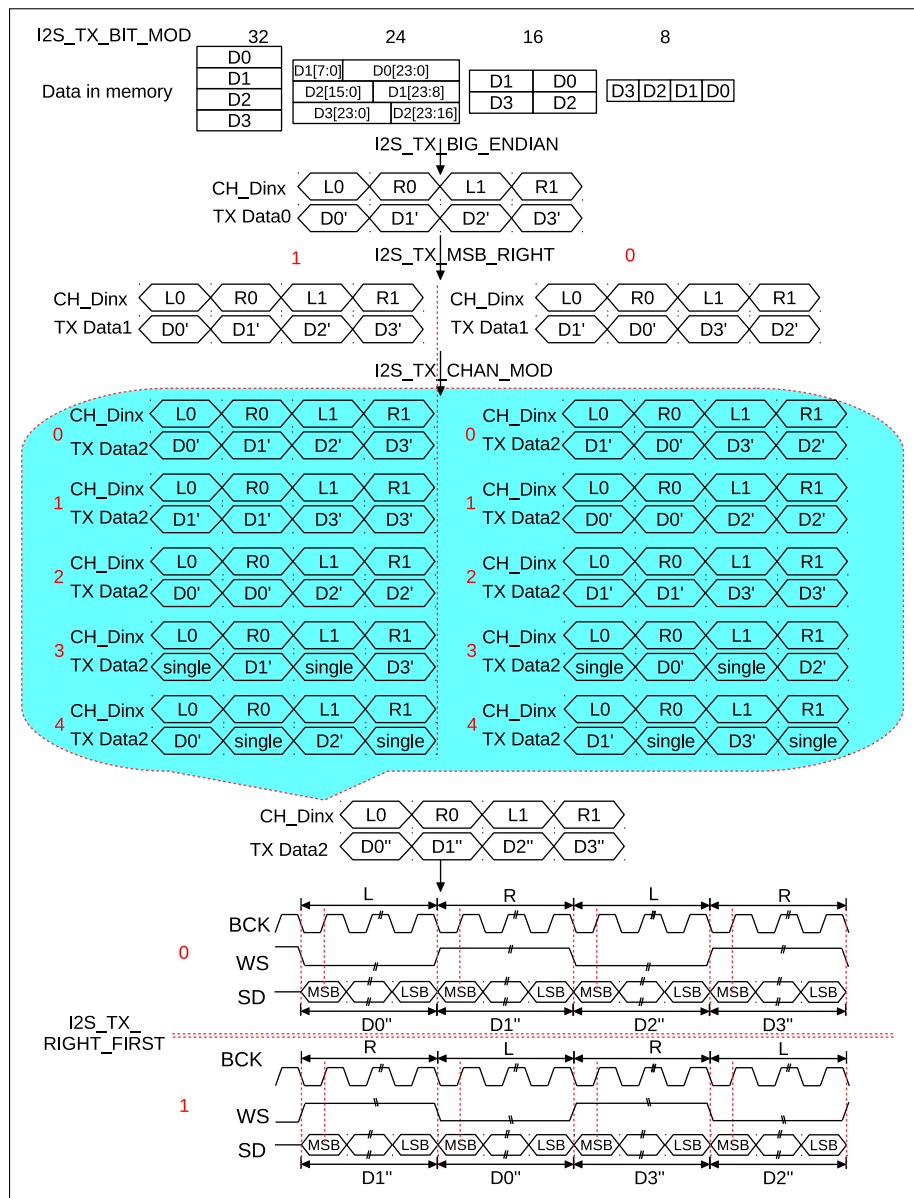 I2S_TX_BIT_MOD 32 24 16 8
Data in memory
D0
D1
D2
D3
D1[7:0] D0[23:0]
D2[15:0] D1[23:8]
D3[23:0] D2[23:16]
D1 D0
D3 D2
D3 D2 D1 D0
I2S_TX_BIG_ENDIAN
CH_Dinx L0 R0 L1 R1
TX Data0 D0' D1' D2' D3'
I2S_TX_MSB_RIGHT
1 0
CH_Dinx L0 R0 L1 R1 CH_Dinx L0 R0 L1 R1
TX Data1 D0' D1' D2' D3' TX Data1 D1' D0' D3' D2'
I2S_TX_CHAN_MOD
CH_Dinx L0 R0 L1 R1 CH_Dinx L0 R0 L1 R1
0 0
TX Data2 D0' D1' D2' D3' TX Data2 D1' D0' D3' D2'
CH_Dinx L0 R0 L1 R1 CH_Dinx L0 R0 L1 R1
1 1
TX Data2 D1' D1' D3' D3' TX Data2 D0' D0' D2' D2'
CH_Dinx L0 R0 L1 R1 CH_Dinx L0 R0 L1 R1
2 2
TX Data2 D0' D0' D2' D2' TX Data2 D1' D1' D3' D3'
CH_Dinx L0 R0 L1 R1 CH_Dinx L0 R0 L1 R1
3 3
TX Data2 single D1' single D3' TX Data2 single D0' single D2'
CH_Dinx L0 R0 L1 R1 CH_Dinx L0 R0 L1 R1
4 4
TX Data2 D0' single D2' single TX Data2 D1' single D3' single
CH_Dinx L0 R0 L1 R1
TX Data2 D0" D1" D2" D3"
L R L R
BCK
0
WS
SD MSB LSB MSB LSB MSB LSB MSB LSB
D0" D1" D2" D3"
I2S_TX_
RIGHT_FIRST
R L R L
BCK
1
WS
SD MSB LSB MSB LSB MSB LSB MSB LSB
D1" D0" D3" D2"